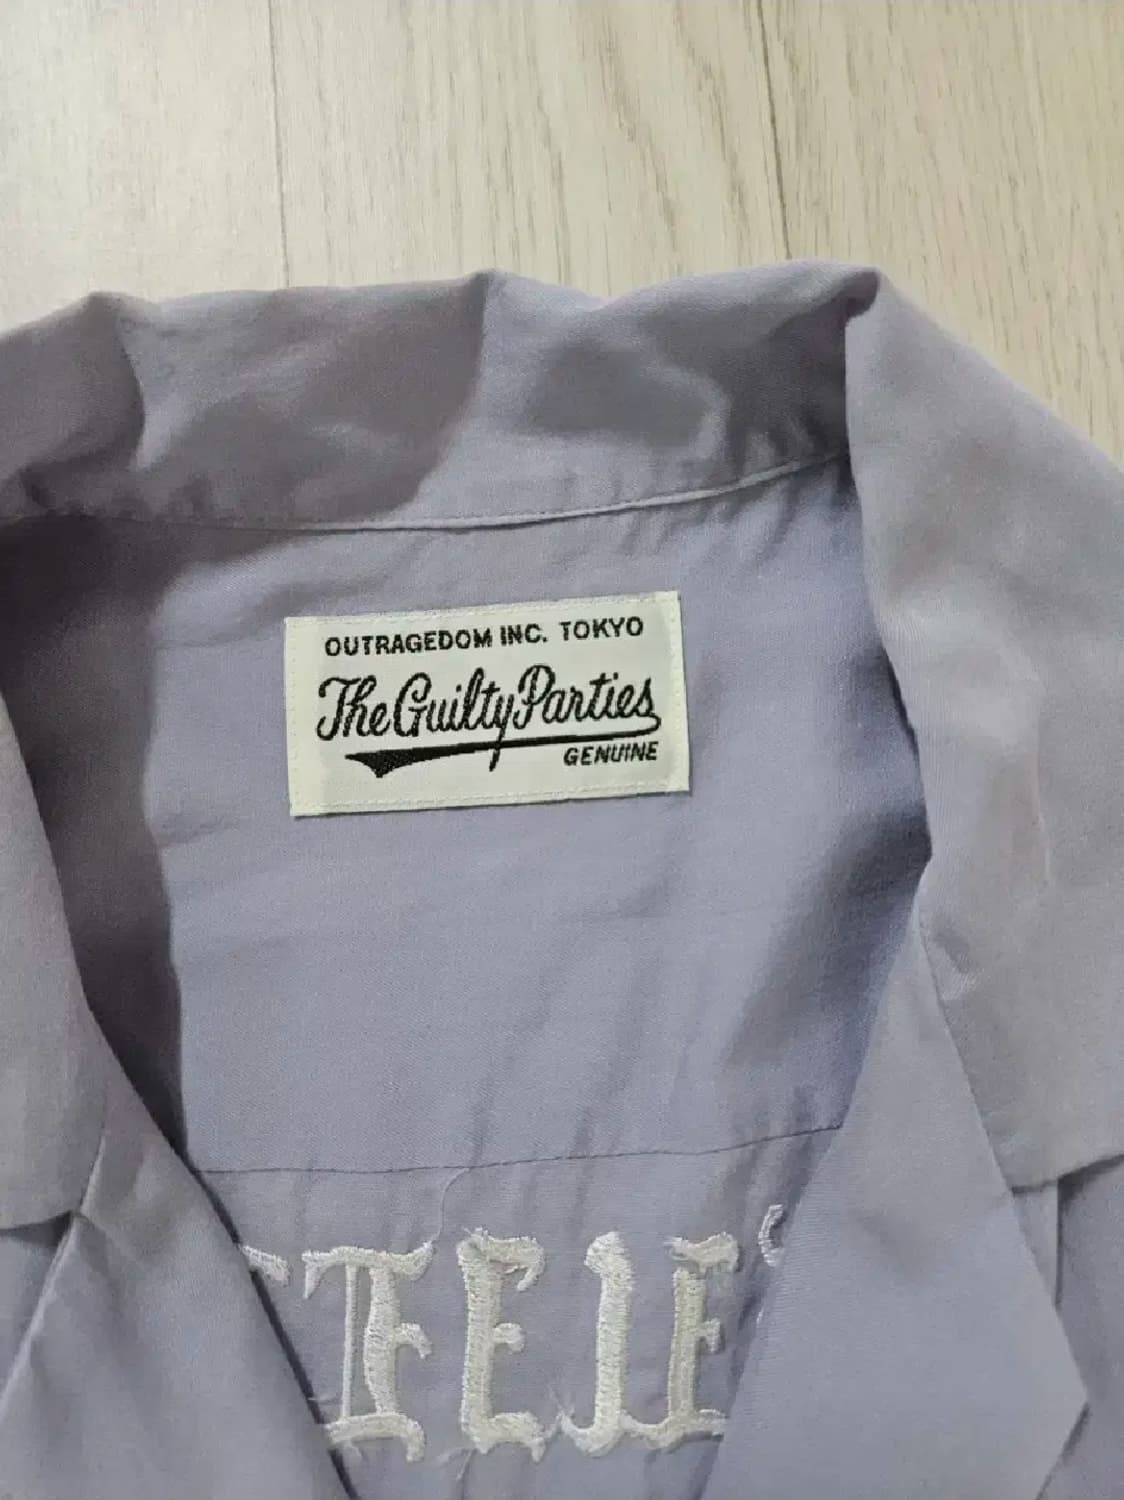 OUTRAGEDOM INC. TOKYO
The Guilty Parties
GENUINE